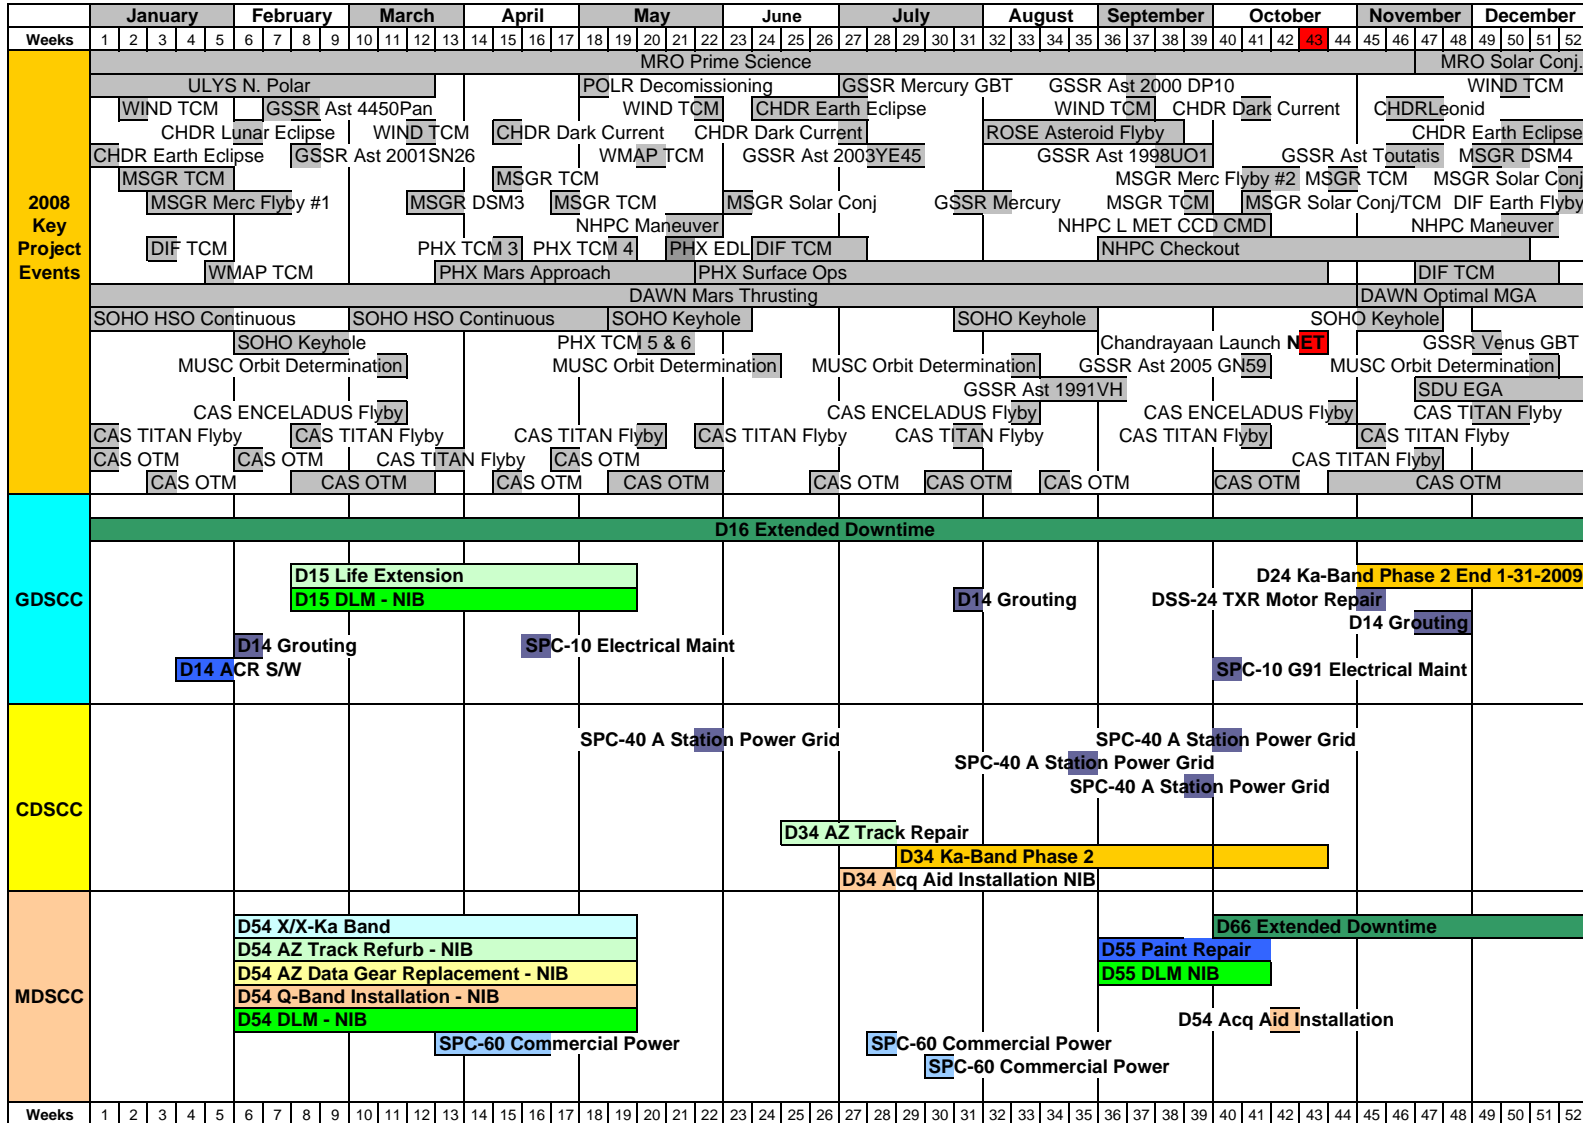 January February March April May June July August September October November December
Weeks 1 2 3 4 5 6 7 8 9 10 11 12 13 14 15 16 17 18 19 20 21 22 23 24 25 26 27 28 29 30 31 32 33 34 35 36 37 38 39 40 41 42 43 44 45 46 47 48 49 50 51 52
2008
Key
Project
Events
MRO Prime Science MRO Solar Conj.
ULYS N. Polar POLR Decomissioning GSSR Mercury GBT GSSR Ast 2000 DP10 WIND TCM
WIND TCM GSSR Ast 4450Pan WIND TCM CHDR Earth Eclipse WIND TCM CHDR Dark Current CHDRLeonid
CHDR Lunar Eclipse WIND TCM CHDR Dark Current CHDR Dark Current ROSE Asteroid Flyby CHDR Earth Eclipse
CHDR Earth Eclipse GSSR Ast 2001SN26 WMAP TCM GSSR Ast 2003YE45 GSSR Ast 1998UO1 GSSR Ast Toutatis MSGR DSM4
MSGR TCM MSGR TCM MSGR Merc Flyby #2 MSGR TCM MSGR Solar Conj
MSGR Merc Flyby #1 MSGR DSM3 MSGR TCM MSGR Solar Conj GSSR Mercury MSGR TCM MSGR Solar Conj/TCM DIF Earth Flyby
NHPC Maneuver NHPC L MET CCD CMD NHPC Maneuver
DIF TCM PHX TCM 3 PHX TCM 4 PHX EDL DIF TCM NHPC Checkout
WMAP TCM PHX Mars Approach PHX Surface Ops DIF TCM
DAWN Mars Thrusting DAWN Optimal MGA
SOHO HSO Continuous SOHO HSO Continuous SOHO Keyhole SOHO Keyhole SOHO Keyhole
SOHO Keyhole PHX TCM 5 & 6 Chandrayaan Launch NET GSSR Venus GBT
MUSC Orbit Determination MUSC Orbit Determination MUSC Orbit Determination GSSR Ast 2005 GN59 MUSC Orbit Determination
GSSR Ast 1991VH SDU EGA
CAS ENCELADUS Flyby CAS ENCELADUS Flyby CAS ENCELADUS Flyby CAS TITAN Flyby
CAS TITAN Flyby CAS TITAN Flyby CAS TITAN Flyby CAS TITAN Flyby CAS TITAN Flyby CAS TITAN Flyby CAS TITAN Flyby
CAS OTM CAS OTM CAS TITAN Flyby CAS OTM CAS TITAN Flyby
CAS OTM CAS OTM CAS OTM CAS OTM CAS OTM CAS OTM CAS OTM CAS OTM CAS OTM
GDSCC
D16 Extended Downtime
D15 Life Extension D24 Ka-Band Phase 2 End 1-31-2009
D15 DLM - NIB D14 Grouting DSS-24 TXR Motor Repair
D14 Grouting
D14 Grouting SPC-10 Electrical Maint
D14 ACR S/W SPC-10 G91 Electrical Maint
CDSCC
SPC-40 A Station Power Grid SPC-40 A Station Power Grid
SPC-40 A Station Power Grid
SPC-40 A Station Power Grid
D34 AZ Track Repair
D34 Ka-Band Phase 2
D34 Acq Aid Installation NIB
MDSCC
D54 X/X-Ka Band D66 Extended Downtime
D54 AZ Track Refurb - NIB D55 Paint Repair
D54 AZ Data Gear Replacement - NIB D55 DLM NIB
D54 Q-Band Installation - NIB
D54 DLM - NIB D54 Acq Aid Installation
SPC-60 Commercial Power SPC-60 Commercial Power
SPC-60 Commercial Power
Weeks 1 2 3 4 5 6 7 8 9 10 11 12 13 14 15 16 17 18 19 20 21 22 23 24 25 26 27 28 29 30 31 32 33 34 35 36 37 38 39 40 41 42 43 44 45 46 47 48 49 50 51 52